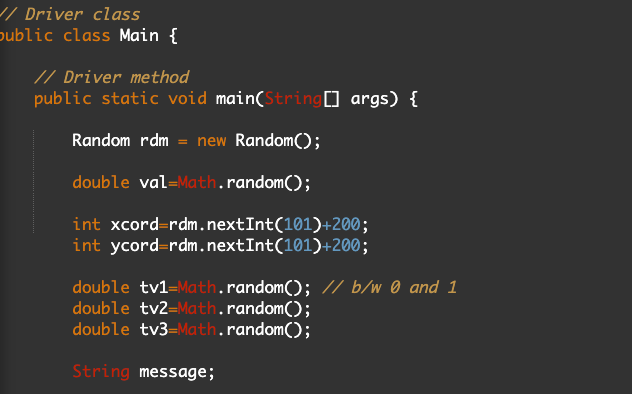 // Driver class
public class Main {
// Driver method
public static void main(String[] args) {
Random rdm = new Random();
double val=Math.random();
int xcord=rdm.nextInt(101)+200;
int ycord=rdm.nextInt(101)+200;
double tv1=Math.random(); // b/w 0 and 1
double tv2=Math.random();
double tv3=Math.random();
String message;